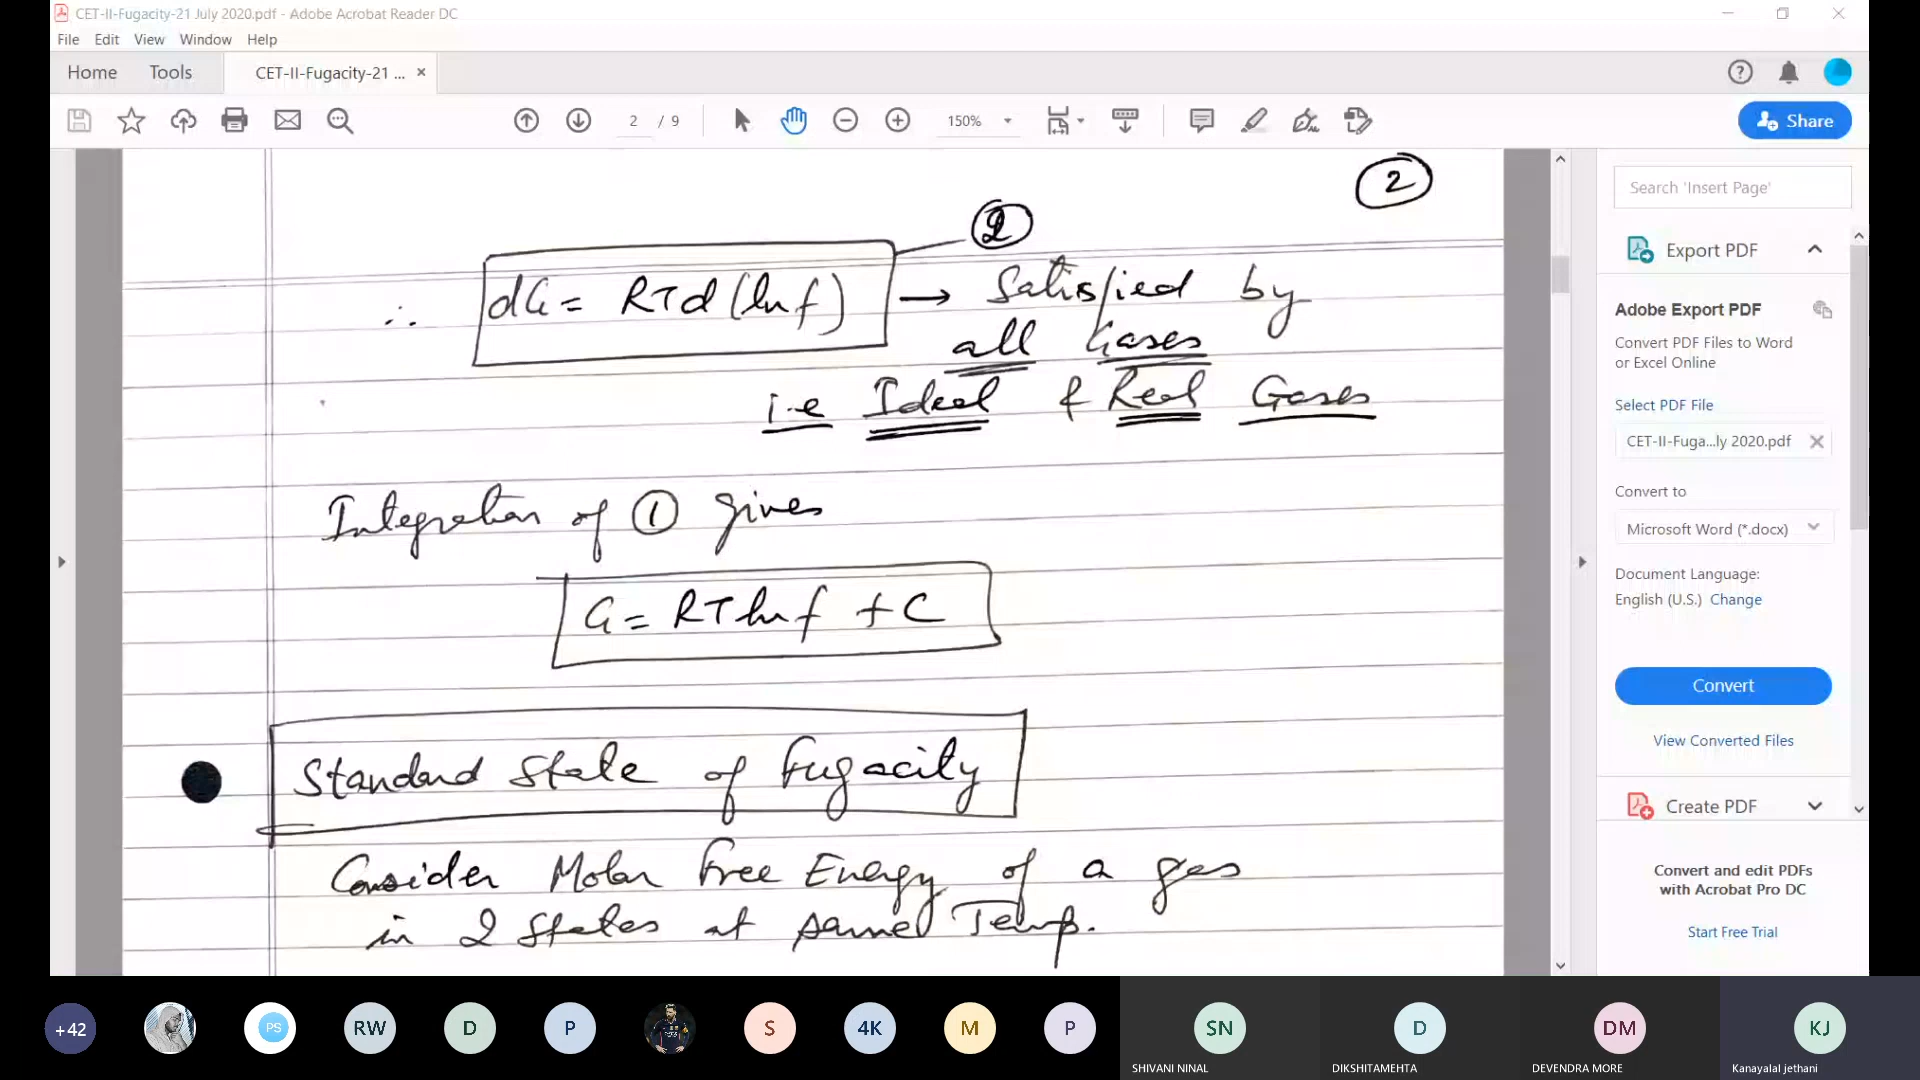 CET-II-Fugacity-21 July 2020.pdf - Adobe Acrobat Reader DC
File Edit View Window Help
Home Tools CET-II-Fugacity-21 ... ×
2 / 9 150% Share
2
∴ dG = RTd(ln f) → Satisfied by
all Gases
i.e Ideal & Real Gases
Integration of ① gives
G = RT ln f + C
Standard State of Fugacity
Consider Molar Free Energy of a gas
in 2 States at same Temp.
Search 'Insert Page'
Export PDF
Adobe Export PDF
Convert PDF Files to Word
or Excel Online
Select PDF File
CET-II-Fuga...ly 2020.pdf
Convert to
Microsoft Word (*.docx)
Document Language:
English (U.S.) Change
Convert
View Converted Files
Create PDF
Convert and edit PDFs
with Acrobat Pro DC
Start Free Trial
+42 PS RW D P S 4K M P SN D DM KJ
SHIVANI NINAL DIKSHITAMEHTA DEVENDRA MORE Kanayalal jethani